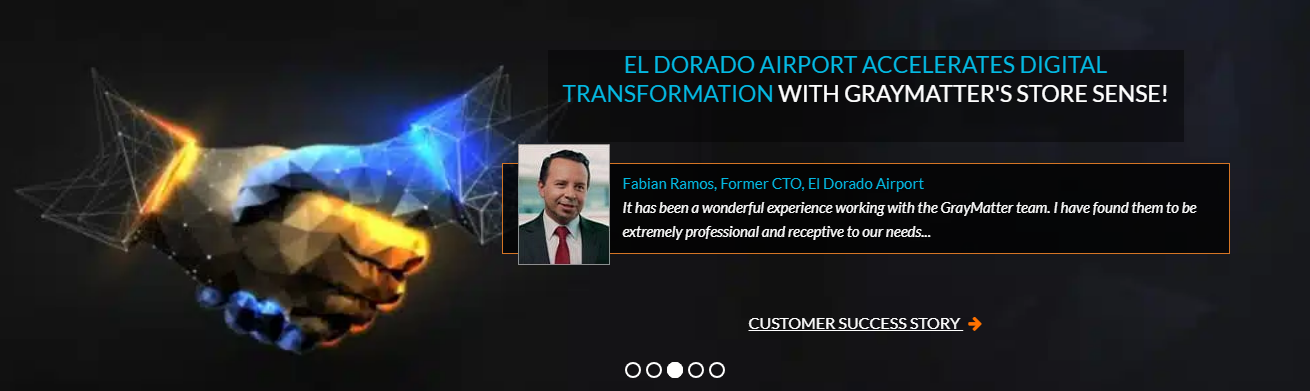 EL DORADO AIRPORT ACCELERATES DIGITAL
TRANSFORMATION WITH GRAYMATTER'S STORE SENSE!
Fabian Ramos, Former CTO, El Dorado Airport
It has been a wonderful experience working with the GrayMatter team. I have found them to be
extremely professional and receptive to our needs...
CUSTOMER SUCCESS STORY